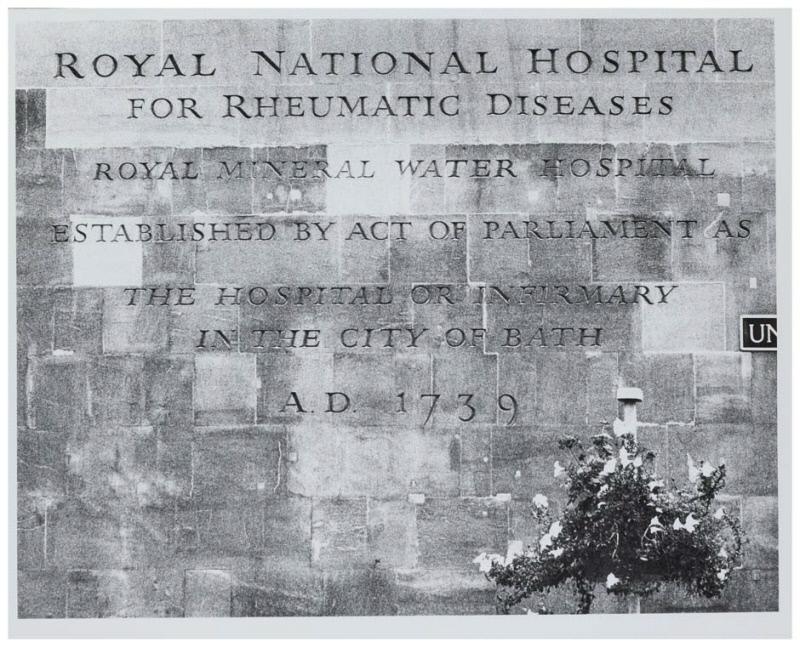 ROYAL NATIONAL HOSPITAL
FOR RHEUMATIC DISEASES
ROYAL MINERAL WATER HOSPITAL
ESTABLISHED BY ACT OF PARLIAMENT AS
THE HOSPITAL OR INFIRMARY
IN THE CITY OF BATH
A.D. 1739
UN